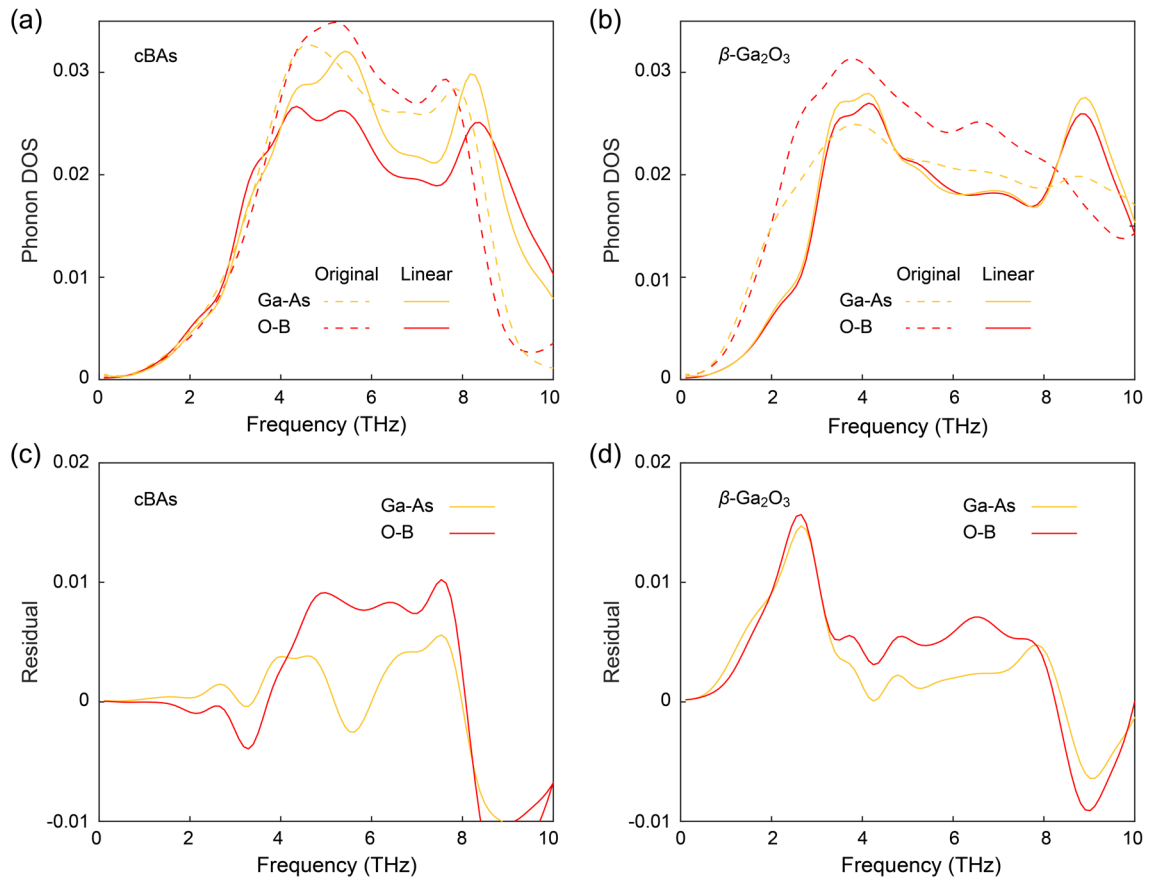 (a)
cBAs
Phonon DOS
0.03
0.02
0.01
0
Original Linear
Ga-As
O-B
0 2 4 6 8 10
Frequency (THz)
(b)
β-Ga₂O₃
Phonon DOS
0.03
0.02
0.01
0
Original Linear
Ga-As
O-B
0 2 4 6 8 10
Frequency (THz)
(c)
cBAs
Residual
0.02
0.01
0
-0.01
Ga-As
O-B
0 2 4 6 8 10
Frequency (THz)
(d)
β-Ga₂O₃
Residual
0.02
0.01
0
-0.01
Ga-As
O-B
0 2 4 6 8 10
Frequency (THz)